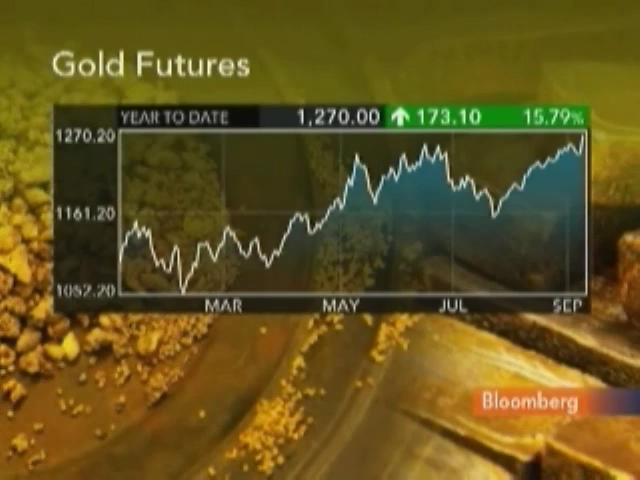 Gold Futures
YEAR TO DATE 1,270.00 173.10 15.79%
1270.20
1161.20
1052.20
MAR MAY JUL SEP
Bloomberg